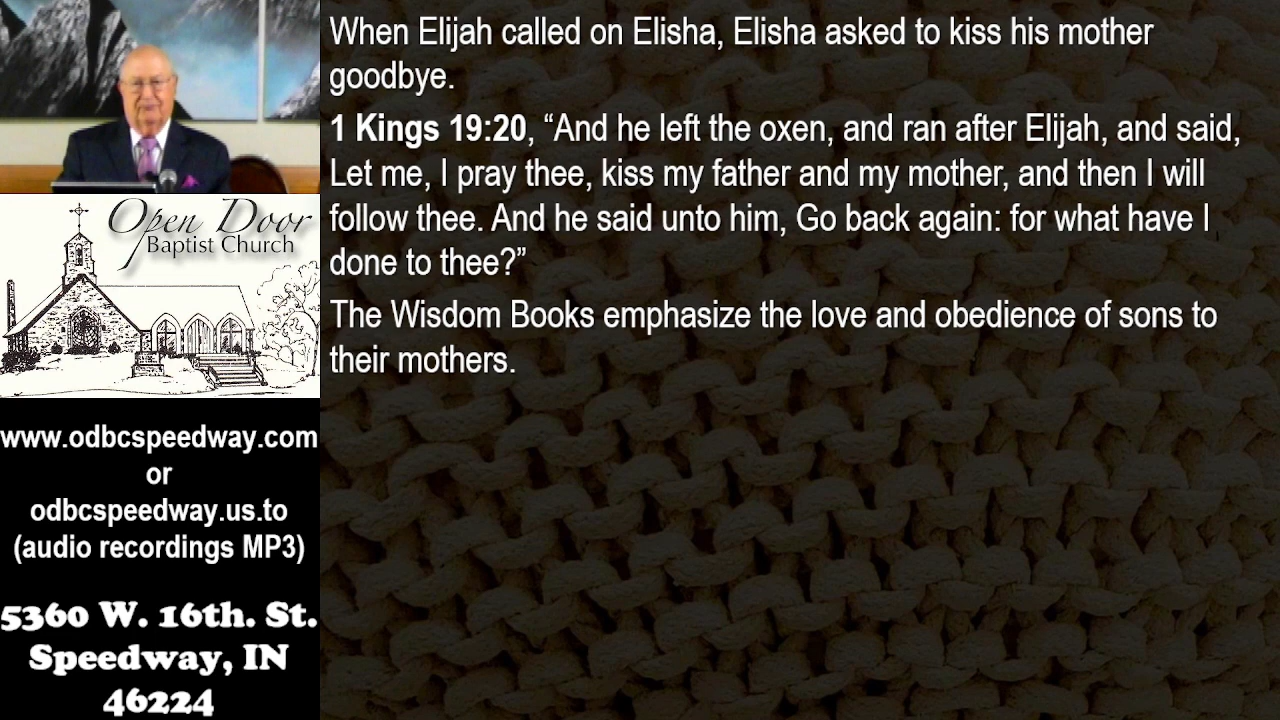 Open Door
Baptist Church
www.odbcspeedway.com
or
odbcspeedway.us.to
(audio recordings MP3)
5360 W. 16th. St.
Speedway, IN
46224
When Elijah called on Elisha, Elisha asked to kiss his mother
goodbye.
1 Kings 19:20, “And he left the oxen, and ran after Elijah, and said,
Let me, I pray thee, kiss my father and my mother, and then I will
follow thee. And he said unto him, Go back again: for what have I
done to thee?”
The Wisdom Books emphasize the love and obedience of sons to
their mothers.